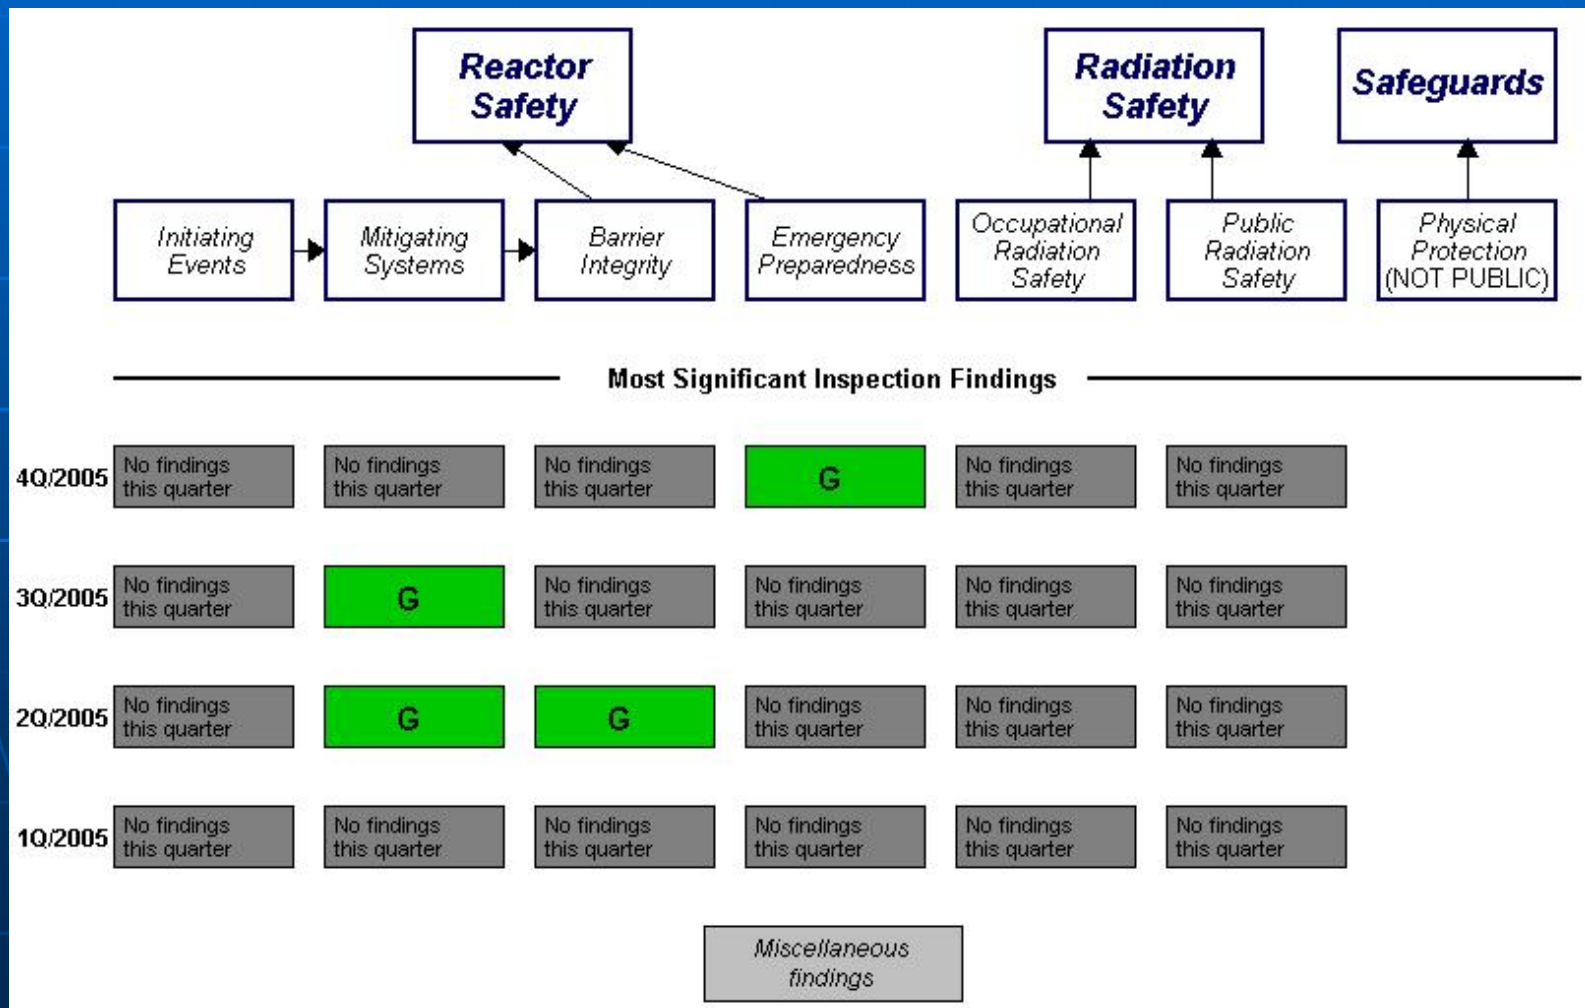 Reactor
Safety
Radiation
Safety
Safeguards
Initiating
Events
Mitigating
Systems
Barrier
Integrity
Emergency
Preparedness
Occupational
Radiation
Safety
Public
Radiation
Safety
Physical
Protection
(NOT PUBLIC)
Most Significant Inspection Findings
4Q/2005
No findings
this quarter
No findings
this quarter
No findings
this quarter
G
No findings
this quarter
No findings
this quarter
3Q/2005
No findings
this quarter
G
No findings
this quarter
No findings
this quarter
No findings
this quarter
No findings
this quarter
2Q/2005
No findings
this quarter
G
G
No findings
this quarter
No findings
this quarter
No findings
this quarter
1Q/2005
No findings
this quarter
No findings
this quarter
No findings
this quarter
No findings
this quarter
No findings
this quarter
No findings
this quarter
Miscellaneous
findings